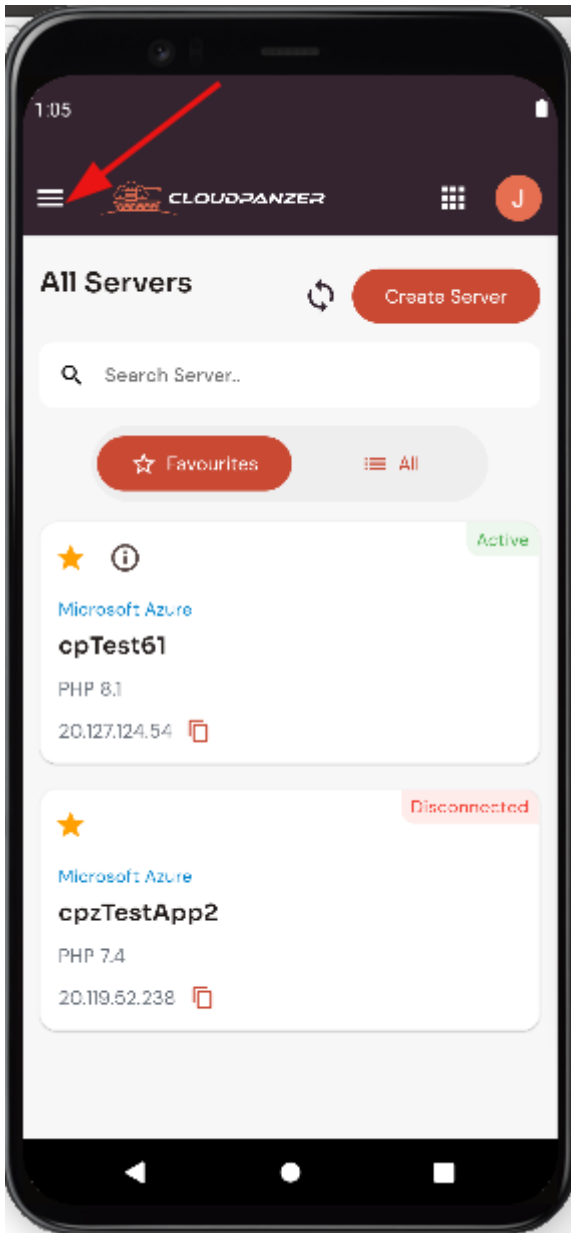 1:05
CLOUDPANZER
J
All Servers
Create Server
Search Server..
Favourites
All
Active
Microsoft Azure
cpTest61
PHP 8.1
20.127.124.54
Disconnected
Microsoft Azure
cpzTestApp2
PHP 7.4
20.119.52.238